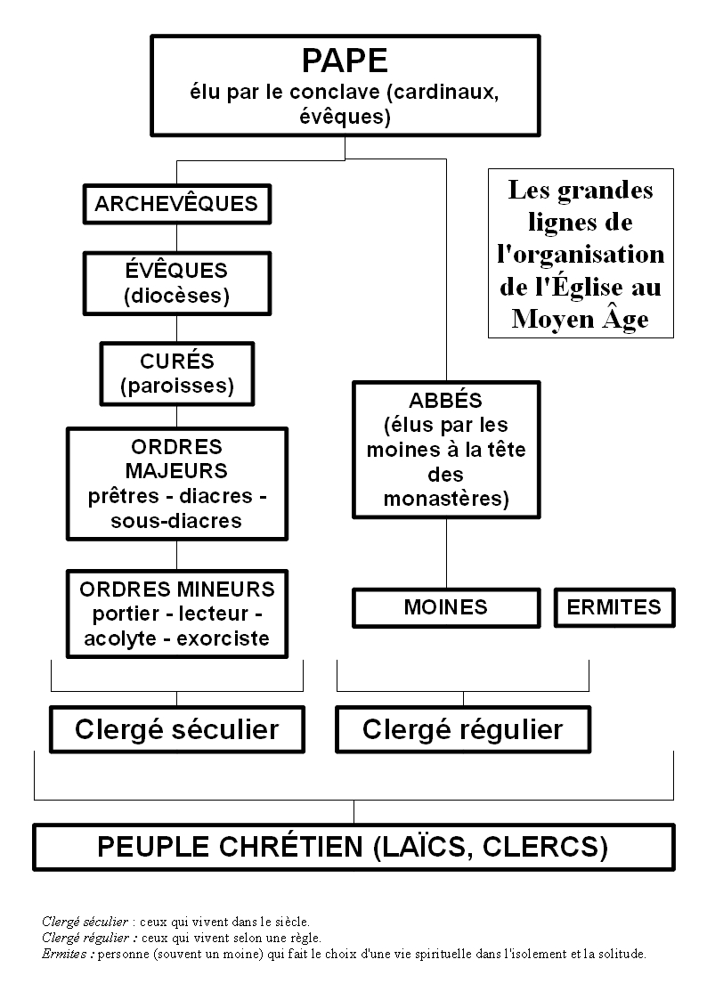 PAPE
élu par le conclave (cardinaux,
évêques)
Les grandes
lignes de
l'organisation
de l'Église au
Moyen Âge
ARCHEVÊQUES
ÉVÊQUES
(diocèses)
CURÉS
(paroisses)
ORDRES
MAJEURS
prêtres - diacres -
sous-diacres
ORDRES MINEURS
portier - lecteur -
acolyte - exorciste
ABBÉS
(élus par les
moines à la tête
des
monastères)
MOINES
ERMITES
Clergé séculier
Clergé régulier
PEUPLE CHRÉTIEN (LAÏCS, CLERCS)
Clergé séculier : ceux qui vivent dans le siècle.
Clergé régulier : ceux qui vivent selon une règle.
Ermites : personne (souvent un moine) qui fait le choix d'une vie spirituelle dans l'isolement et la solitude.